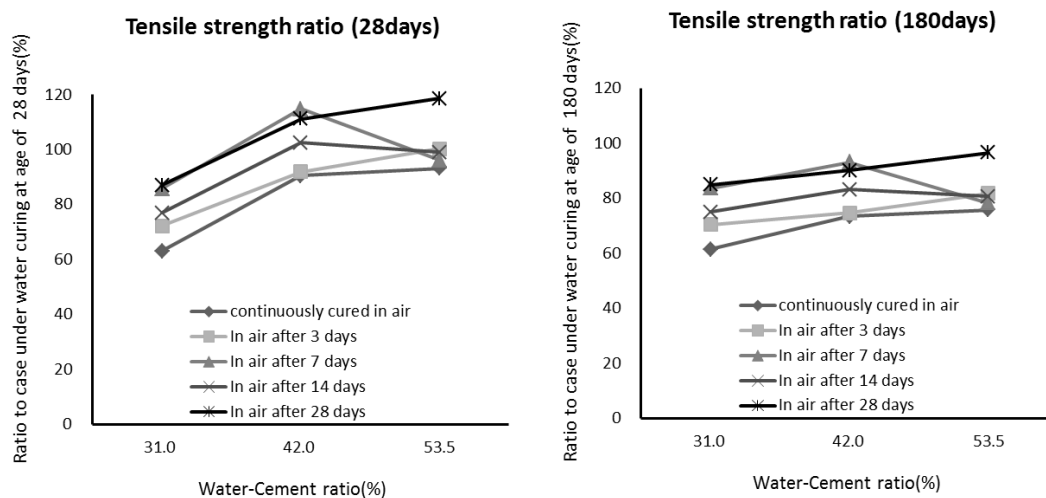 Tensile strength ratio (28days)
Ratio to case under water curing at age of 28 days(%)
120
100
80
60
40
20
0
continuously cured in air
In air after 3 days
In air after 7 days
In air after 14 days
In air after 28 days
31.0 42.0 53.5
Water-Cement ratio(%)
Tensile strength ratio (180days)
Ratio to case under water curing at age of 180 days(%)
120
100
80
60
40
20
0
continuously cured in air
In air after 3 days
In air after 7 days
In air after 14 days
In air after 28 days
31.0 42.0 53.5
Water-Cement ratio(%)